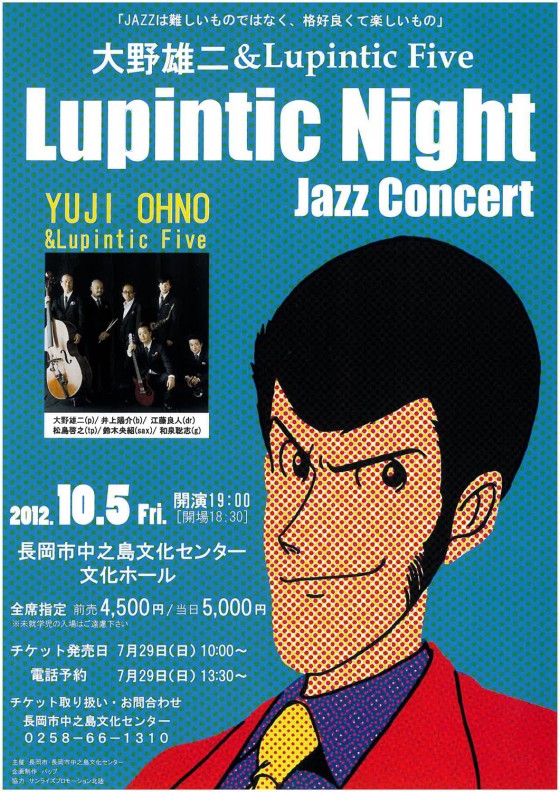 「JAZZは難しいものではなく、格好良くて楽しいもの」
大野雄二&Lupintic Five
Lupintic Night
Jazz Concert
YUJI OHNO
&Lupintic Five
大野雄二(p)/井上陽介(b)/江藤良人(dr)
松島啓之(tp)/鈴木央紹(sax)/和泉聡志(g)
2012. 10.5 Fri. 開演19:00
[開場18:30]
長岡市中之島文化センター
文化ホール
全席指定 前売4,500円/当日5,000円
※未就学児の入場はご遠慮下さい
チケット発売日 7月29日(日)10:00～
電話予約 7月29日(日)13:30～
チケット取り扱い・お問合わせ
長岡市中之島文化センター
0258-66-1310
主催 長岡市 長岡市中之島文化センター
企画制作 バップ
協力 サンライズプロモーション北陸